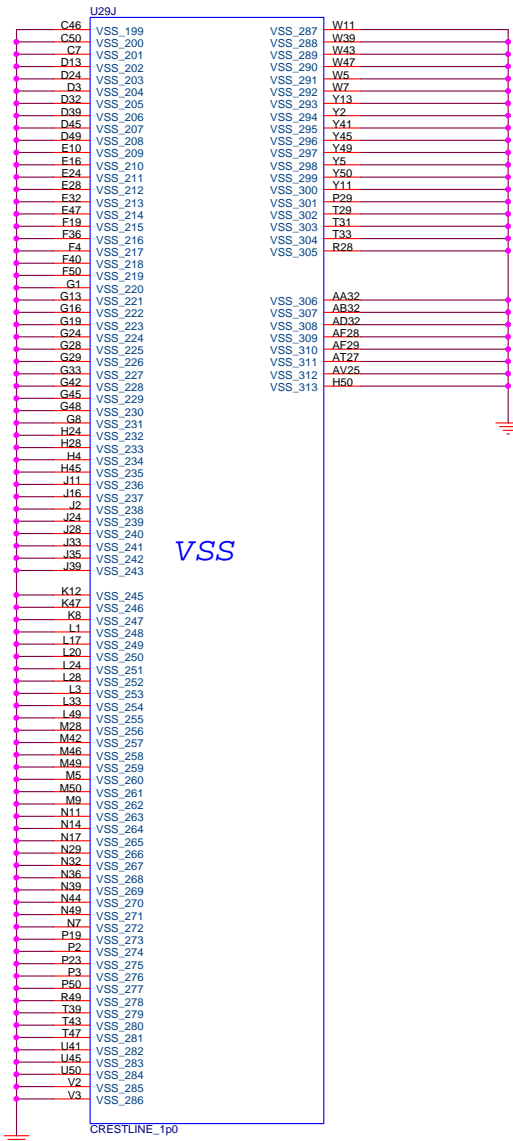 U29J
C46 VSS_199
C50 VSS_200
C7 VSS_201
D13 VSS_202
D24 VSS_203
D3 VSS_204
D32 VSS_205
D39 VSS_206
D45 VSS_207
D49 VSS_208
E10 VSS_209
E16 VSS_210
E24 VSS_211
E28 VSS_212
E32 VSS_213
E47 VSS_214
F19 VSS_215
F36 VSS_216
F4 VSS_217
F40 VSS_218
F50 VSS_219
G1 VSS_220
G13 VSS_221
G16 VSS_222
G19 VSS_223
G24 VSS_224
G28 VSS_225
G29 VSS_226
G33 VSS_227
G42 VSS_228
G45 VSS_229
G48 VSS_230
G8 VSS_231
H24 VSS_232
H28 VSS_233
H4 VSS_234
H45 VSS_235
J11 VSS_236
J16 VSS_237
J2 VSS_238
J24 VSS_239
J28 VSS_240
J33 VSS_241
J35 VSS_242
J39 VSS_243
K12 VSS_245
K47 VSS_246
K8 VSS_247
L1 VSS_248
L17 VSS_249
L20 VSS_250
L24 VSS_251
L28 VSS_252
L3 VSS_253
L33 VSS_254
L49 VSS_255
M28 VSS_256
M42 VSS_257
M46 VSS_258
M49 VSS_259
M5 VSS_260
M50 VSS_261
M9 VSS_262
N11 VSS_263
N14 VSS_264
N17 VSS_265
N29 VSS_266
N32 VSS_267
N36 VSS_268
N39 VSS_269
N44 VSS_270
N49 VSS_271
N7 VSS_272
P19 VSS_273
P2 VSS_274
P23 VSS_275
P3 VSS_276
P50 VSS_277
R49 VSS_278
T39 VSS_279
T43 VSS_280
T47 VSS_281
U41 VSS_282
U45 VSS_283
U50 VSS_284
V2 VSS_285
V3 VSS_286
VSS
VSS_287 W11
VSS_288 W39
VSS_289 W43
VSS_290 W47
VSS_291 W5
VSS_292 W7
VSS_293 Y13
VSS_294 Y2
VSS_295 Y41
VSS_296 Y45
VSS_297 Y49
VSS_298 Y5
VSS_299 Y50
VSS_300 Y11
VSS_301 P29
VSS_302 T29
VSS_303 T31
VSS_304 T33
VSS_305 R28
VSS_306 AA32
VSS_307 AB32
VSS_308 AD32
VSS_309 AF28
VSS_310 AF29
VSS_311 AT27
VSS_312 AV25
VSS_313 H50
CRESTLINE_1p0